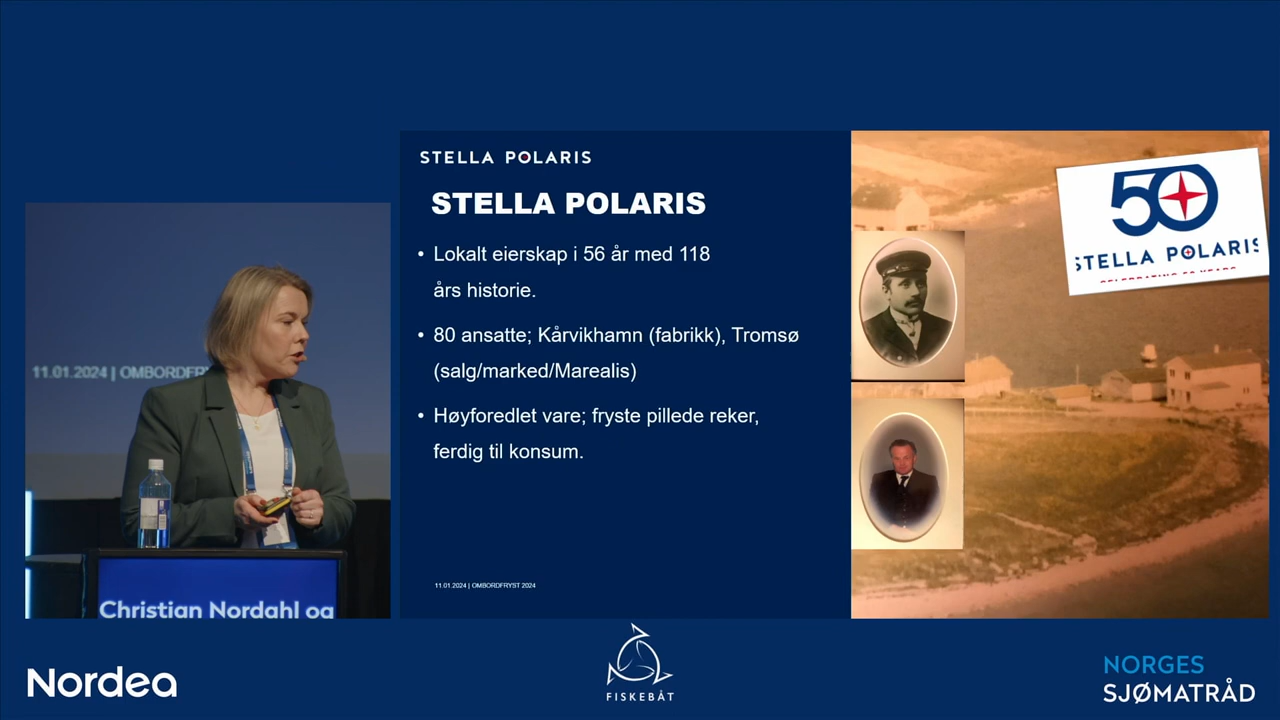 STELLA POLARIS
STELLA POLARIS
• Lokalt eierskap i 56 år med 118
års historie.
• 80 ansatte; Kårvikhamn (fabrikk), Tromsø
(salg/marked/Marealis)
• Høyforedlet vare; fryste pillede reker,
ferdig til konsum.
11.01.2024 | OMBORDFRYST 2024
50
STELLA POLARIS
11.01.2024 | OMBORDFRY
Christian Nordahl og
Nordea
FISKEBÅT
NORGES
SJØMATRÅD